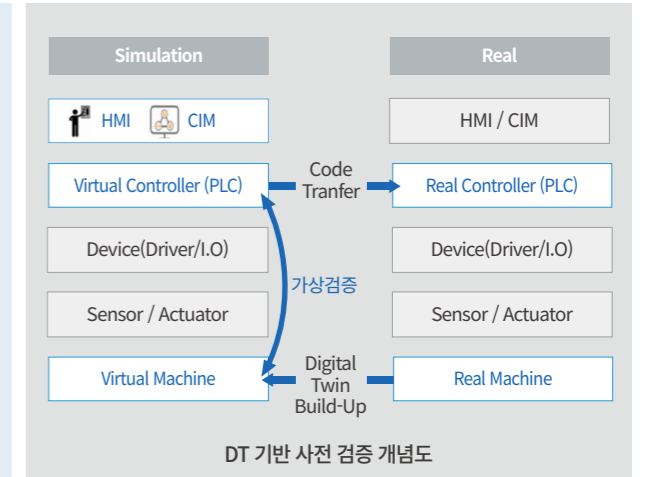 Simulation
Real
HMI CIM
HMI / CIM
Virtual Controller (PLC)
Code
Tranfer
Real Controller (PLC)
Device(Driver/I.O)
Device(Driver/I.O)
가상검증
Sensor / Actuator
Sensor / Actuator
Virtual Machine
Digital
Twin
Build-Up
Real Machine
DT 기반 사전 검증 개념도